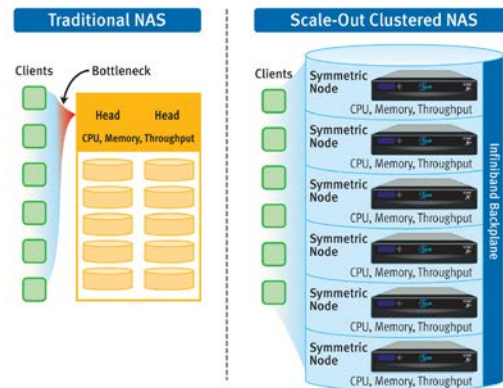 Traditional NAS
Clients
Bottleneck
Head Head
CPU, Memory, Throughput
Scale-Out Clustered NAS
Clients
Symmetric
Node
CPU, Memory, Throughput
Symmetric
Node
CPU, Memory, Throughput
Symmetric
Node
CPU, Memory, Throughput
Symmetric
Node
CPU, Memory, Throughput
Symmetric
Node
CPU, Memory, Throughput
Symmetric
Node
CPU, Memory, Throughput
Infiniband Backplane